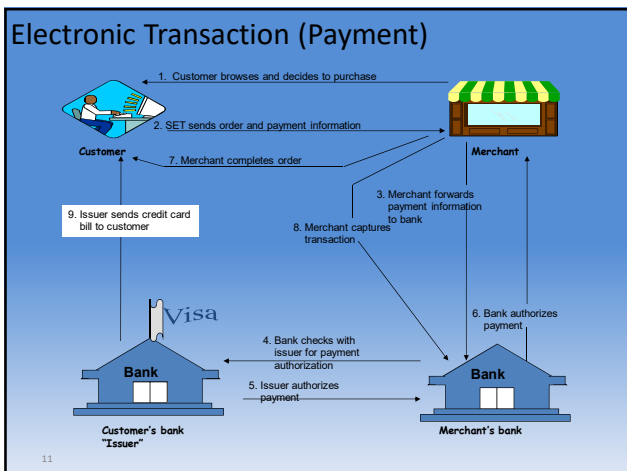 Electronic Transaction (Payment)
1. Customer browses and decides to purchase
2. SET sends order and payment information
Customer
Merchant
7. Merchant completes order
3. Merchant forwards
payment information
to bank
9. Issuer sends credit card
bill to customer
8. Merchant captures
transaction
Visa
6. Bank authorizes
payment
4. Bank checks with
issuer for payment
authorization
Bank
Bank
5. Issuer authorizes
payment
Customer's bank
"Issuer"
Merchant's bank
11